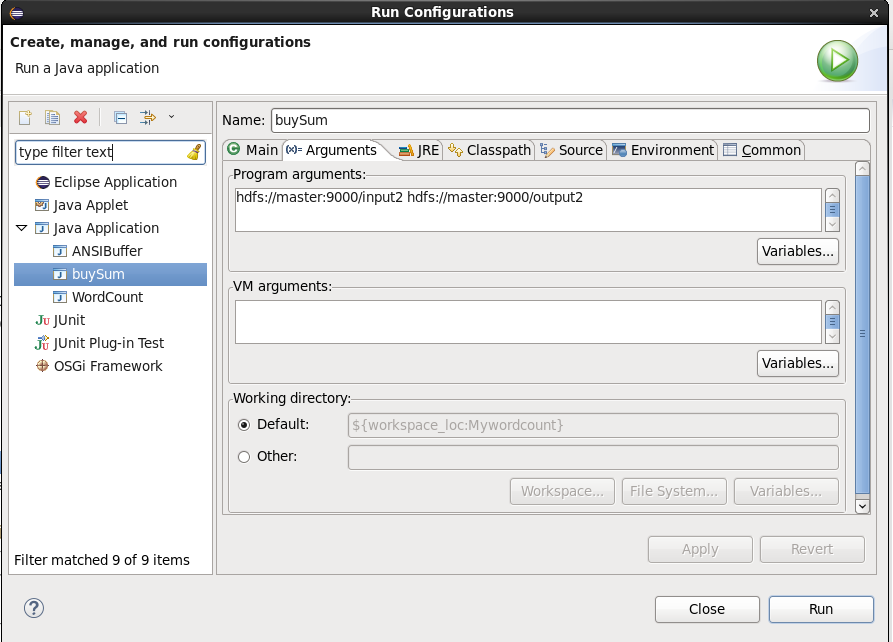 Run Configurations
Create, manage, and run configurations
Run a Java application
Name: buySum
type filter text
Eclipse Application
Java Applet
Java Application
ANSIBuffer
buySum
WordCount
JUnit
JUnit Plug-in Test
OSGi Framework
Filter matched 9 of 9 items
Main (x)= Arguments JRE Classpath Source Environment Common
Program arguments:
hdfs://master:9000/input2 hdfs://master:9000/output2
Variables...
VM arguments:
Variables...
Working directory:
Default: ${workspace_loc:Mywordcount}
Other:
Workspace... File System... Variables...
Apply Revert
Close Run